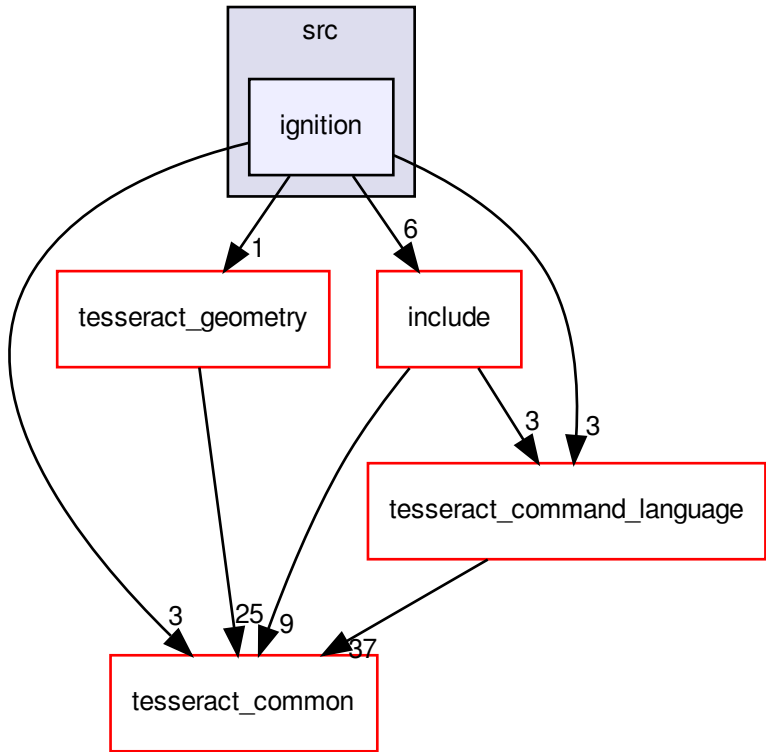 src
ignition
1
6
tesseract_geometry
include
3
3
tesseract_command_language
3
25
9
37
tesseract_common